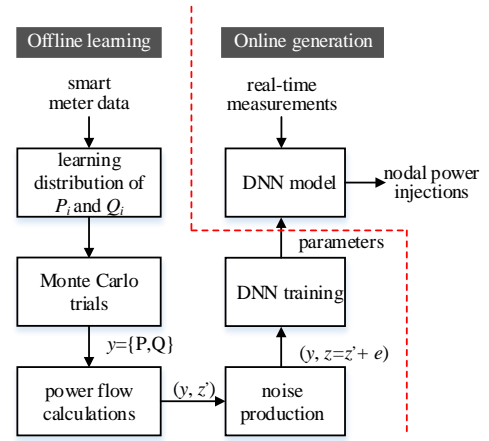 Offline learning
Online generation
smart
meter data
real-time
measurements
learning
distribution of
Pi and Qi
DNN model
nodal power
injections
parameters
Monte Carlo
trials
DNN training
y={P,Q}
(y, z=z'+ e)
power flow
calculations
(y, z')
noise
production